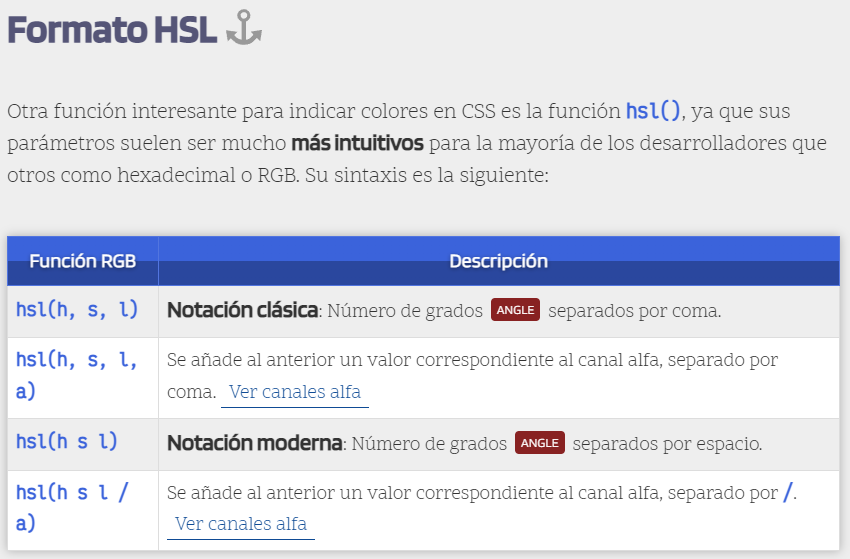 Formato HSL
Otra función interesante para indicar colores en CSS es la función hsl(), ya que sus
parámetros suelen ser mucho más intuitivos para la mayoría de los desarrolladores que
otros como hexadecimal o RGB. Su sintaxis es la siguiente:
Función RGB Descripción
hsl(h, s, l) Notación clásica: Número de grados ANGLE separados por coma.
hsl(h, s, l, Se añade al anterior un valor correspondiente al canal alfa, separado por
a) coma. Ver canales alfa
hsl(h s l) Notación moderna: Número de grados ANGLE separados por espacio.
hsl(h s l / Se añade al anterior un valor correspondiente al canal alfa, separado por /.
a) Ver canales alfa